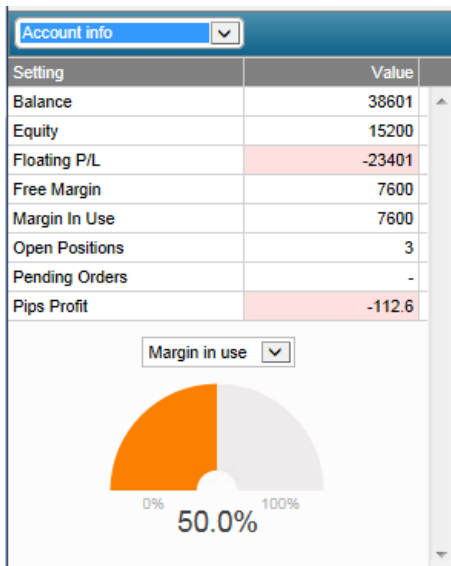 Account info
Setting Value
Balance 38601
Equity 15200
Floating P/L -23401
Free Margin 7600
Margin In Use 7600
Open Positions 3
Pending Orders -
Pips Profit -112.6
Margin in use
0% 100%
50.0%